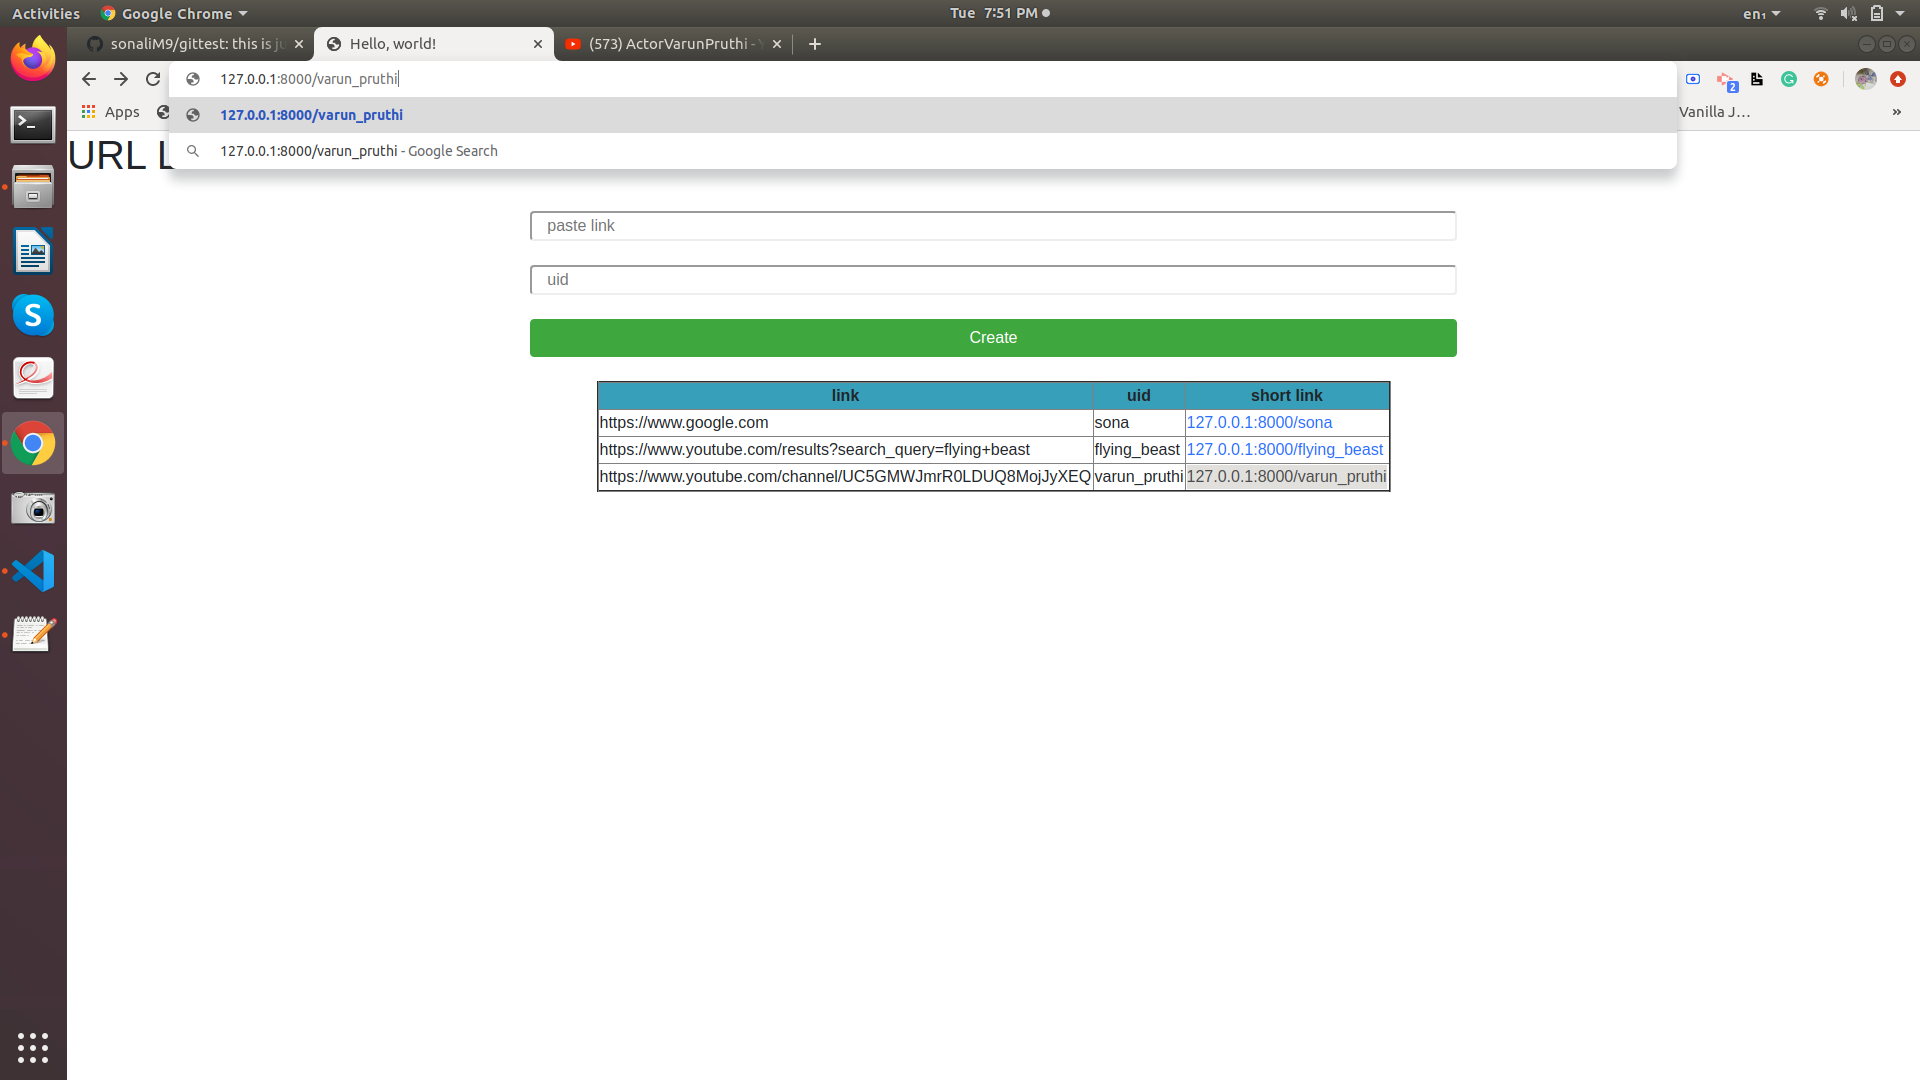 Activities Google Chrome Tue 7:51 PM en₁
sonaliM9/gittest: this is ju Hello, world! (573) ActorVarunPruthi - Y
127.0.0.1:8000/varun_pruthi
2
Apps 127.0.0.1:8000/varun_pruthi Vanilla J… »
127.0.0.1:8000/varun_pruthi - Google Search
URL L
paste link
uid
Create
link uid short link
https://www.google.com sona 127.0.0.1:8000/sona
https://www.youtube.com/results?search_query=flying+beast flying_beast 127.0.0.1:8000/flying_beast
https://www.youtube.com/channel/UC5GMWJmrR0LDUQ8MojJyXEQ varun_pruthi 127.0.0.1:8000/varun_pruthi